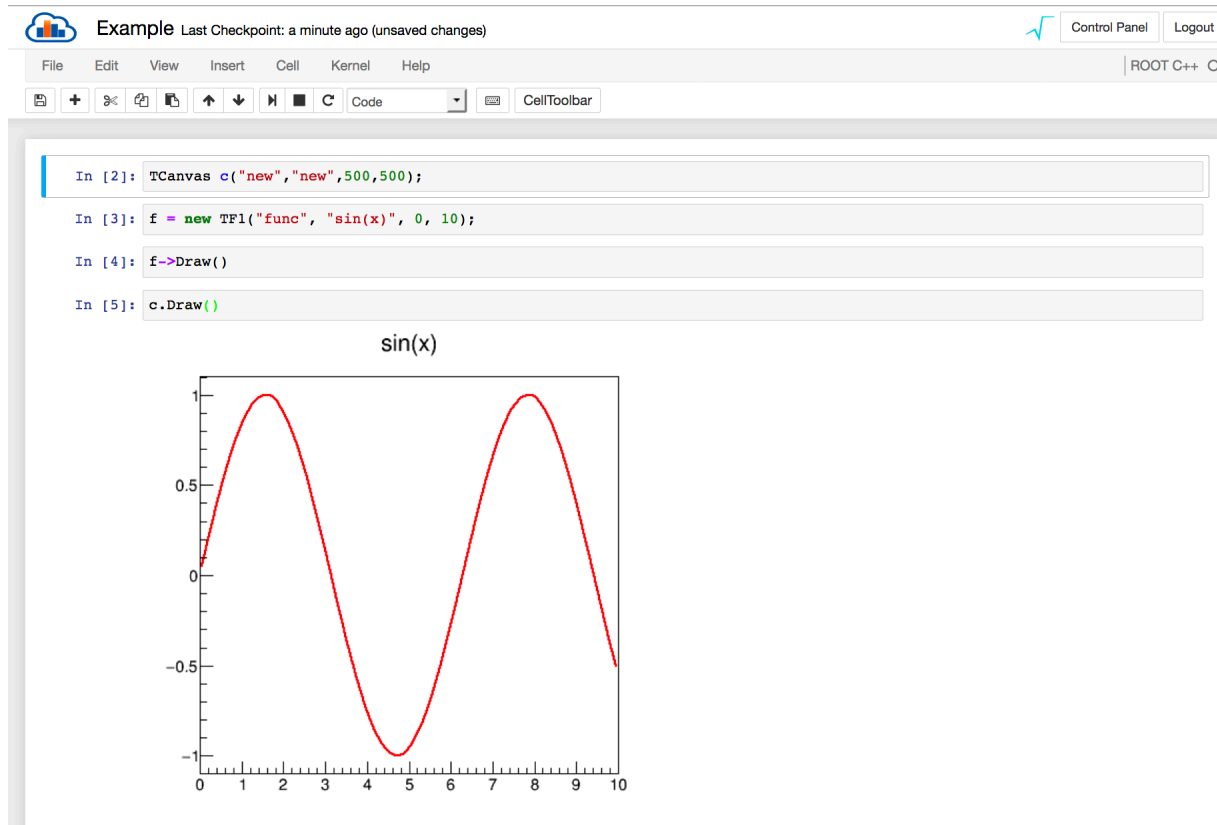 Example Last Checkpoint: a minute ago (unsaved changes)
Control Panel
Logout
File Edit View Insert Cell Kernel Help
ROOT C++
Code
CellToolbar
In [2]: TCanvas c("new","new",500,500);
In [3]: f = new TF1("func", "sin(x)", 0, 10);
In [4]: f->Draw()
In [5]: c.Draw()
sin(x)
1
0.5
0
−0.5
−1
0 1 2 3 4 5 6 7 8 9 10